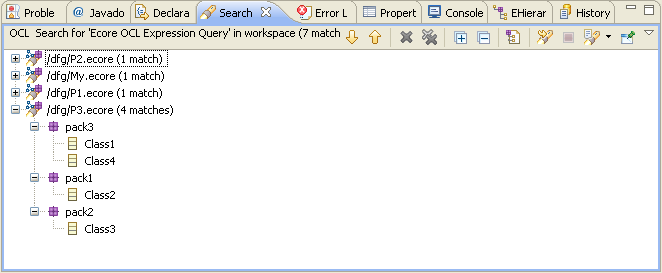 Proble @ Javado Declara Search Error L Propert Console EHierar History
OCL Search for 'Ecore OCL Expression Query' in workspace (7 match
/dfg/P2.ecore (1 match)
/dfg/My.ecore (1 match)
/dfg/P1.ecore (1 match)
/dfg/P3.ecore (4 matches)
pack3
Class1
Class4
pack1
Class2
pack2
Class3